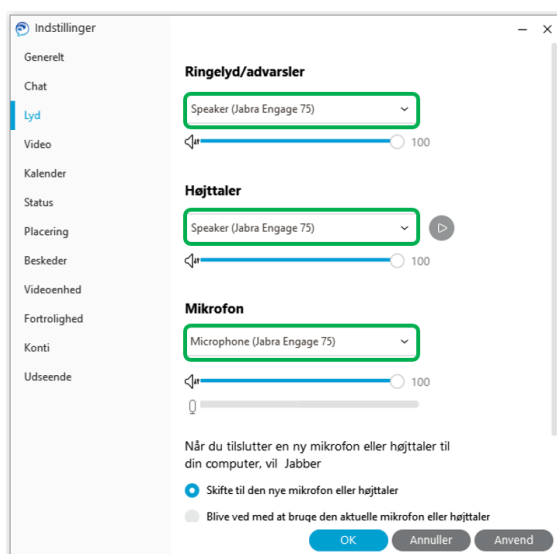 Indstillinger
Generelt
Chat
Lyd
Video
Kalender
Status
Placering
Beskeder
Videoenhed
Fortrolighed
Konti
Udseende
Ringelyd/advarsler
Speaker (Jabra Engage 75)
100
Højttaler
Speaker (Jabra Engage 75)
100
Mikrofon
Microphone (Jabra Engage 75)
100
Når du tilslutter en ny mikrofon eller højttaler til
din computer, vil Jabber
Skifte til den nye mikrofon eller højttaler
Blive ved med at bruge den aktuelle mikrofon eller højttaler
OK Annuller Anvend